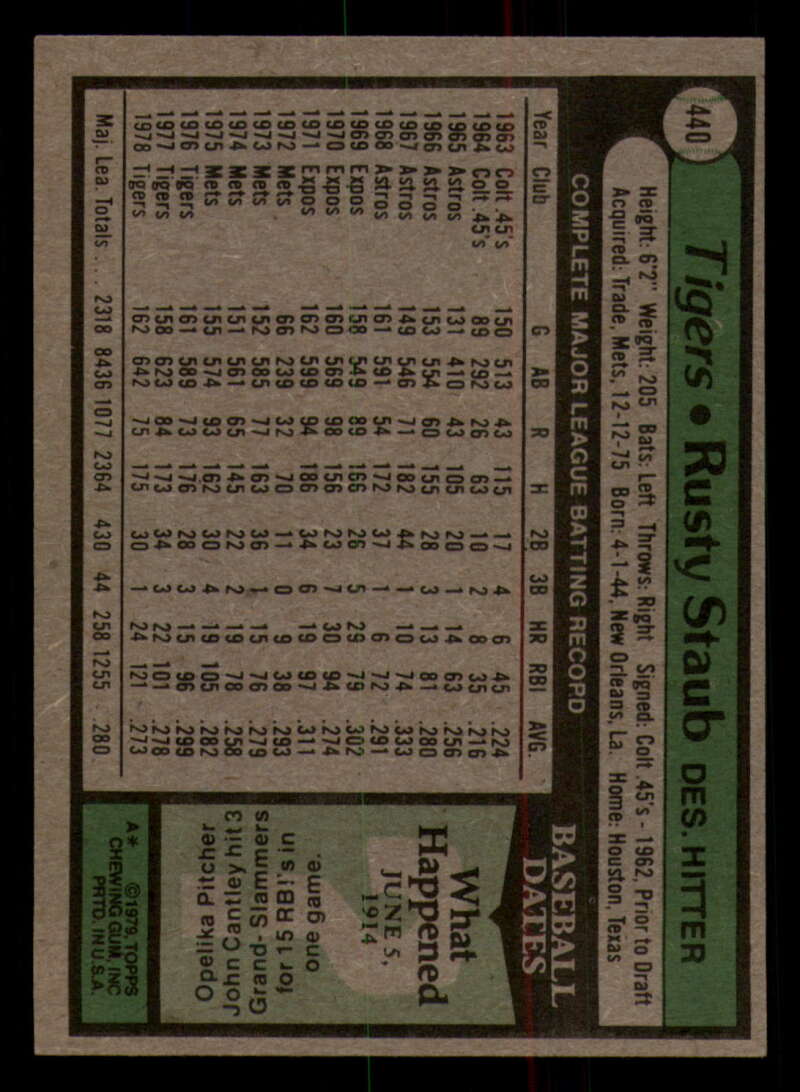 440
Tigers • Rusty Staub DES. HITTER
Height: 6'2" Weight: 205 Bats: Left Throws: Right Signed: Colt .45's - 1962, Prior to Draft
Acquired: Trade, Mets, 12-12-75 Born: 4-1-44, New Orleans, La. Home: Houston, Texas
COMPLETE MAJOR LEAGUE BATTING RECORD
Year Club G AB R H 2B 3B HR RBI AVG.
1963 Colt .45's 150 513 43 115 17 4 6 45 .224
1964 Colt .45's 89 292 26 63 10 2 8 35 .216
1965 Astros 131 410 43 105 20 1 14 63 .256
1966 Astros 153 554 60 155 28 3 13 81 .280
1967 Astros 149 546 71 182 44 1 10 74 .333
1968 Astros 161 591 54 172 37 1 6 72 .291
1969 Expos 158 549 89 166 26 5 29 79 .302
1970 Expos 160 569 98 156 23 7 30 94 .274
1971 Expos 162 599 94 186 34 6 19 97 .311
1972 Mets 66 239 32 70 11 0 9 38 .293
1973 Mets 152 585 77 163 36 1 15 76 .279
1974 Mets 151 561 65 145 22 2 19 78 .258
1975 Mets 155 574 93 162 30 4 19 105 .282
1976 Tigers 161 589 73 176 28 3 15 96 .299
1977 Tigers 158 623 84 173 34 3 22 101 .278
1978 Tigers 162 642 75 175 30 1 24 121 .273
Maj. Lea. Totals . . . 2318 8436 1077 2364 430 44 258 1255 .280
BASEBALL
DATES
What
Happened
JUNE 5,
1914
Opelika Pitcher
John Cantley hit 3
Grand-Slammers
for 15 RBI's in
one game.
A* ©1979, TOPPS
CHEWING GUM, INC
PRTD. IN U.S.A.